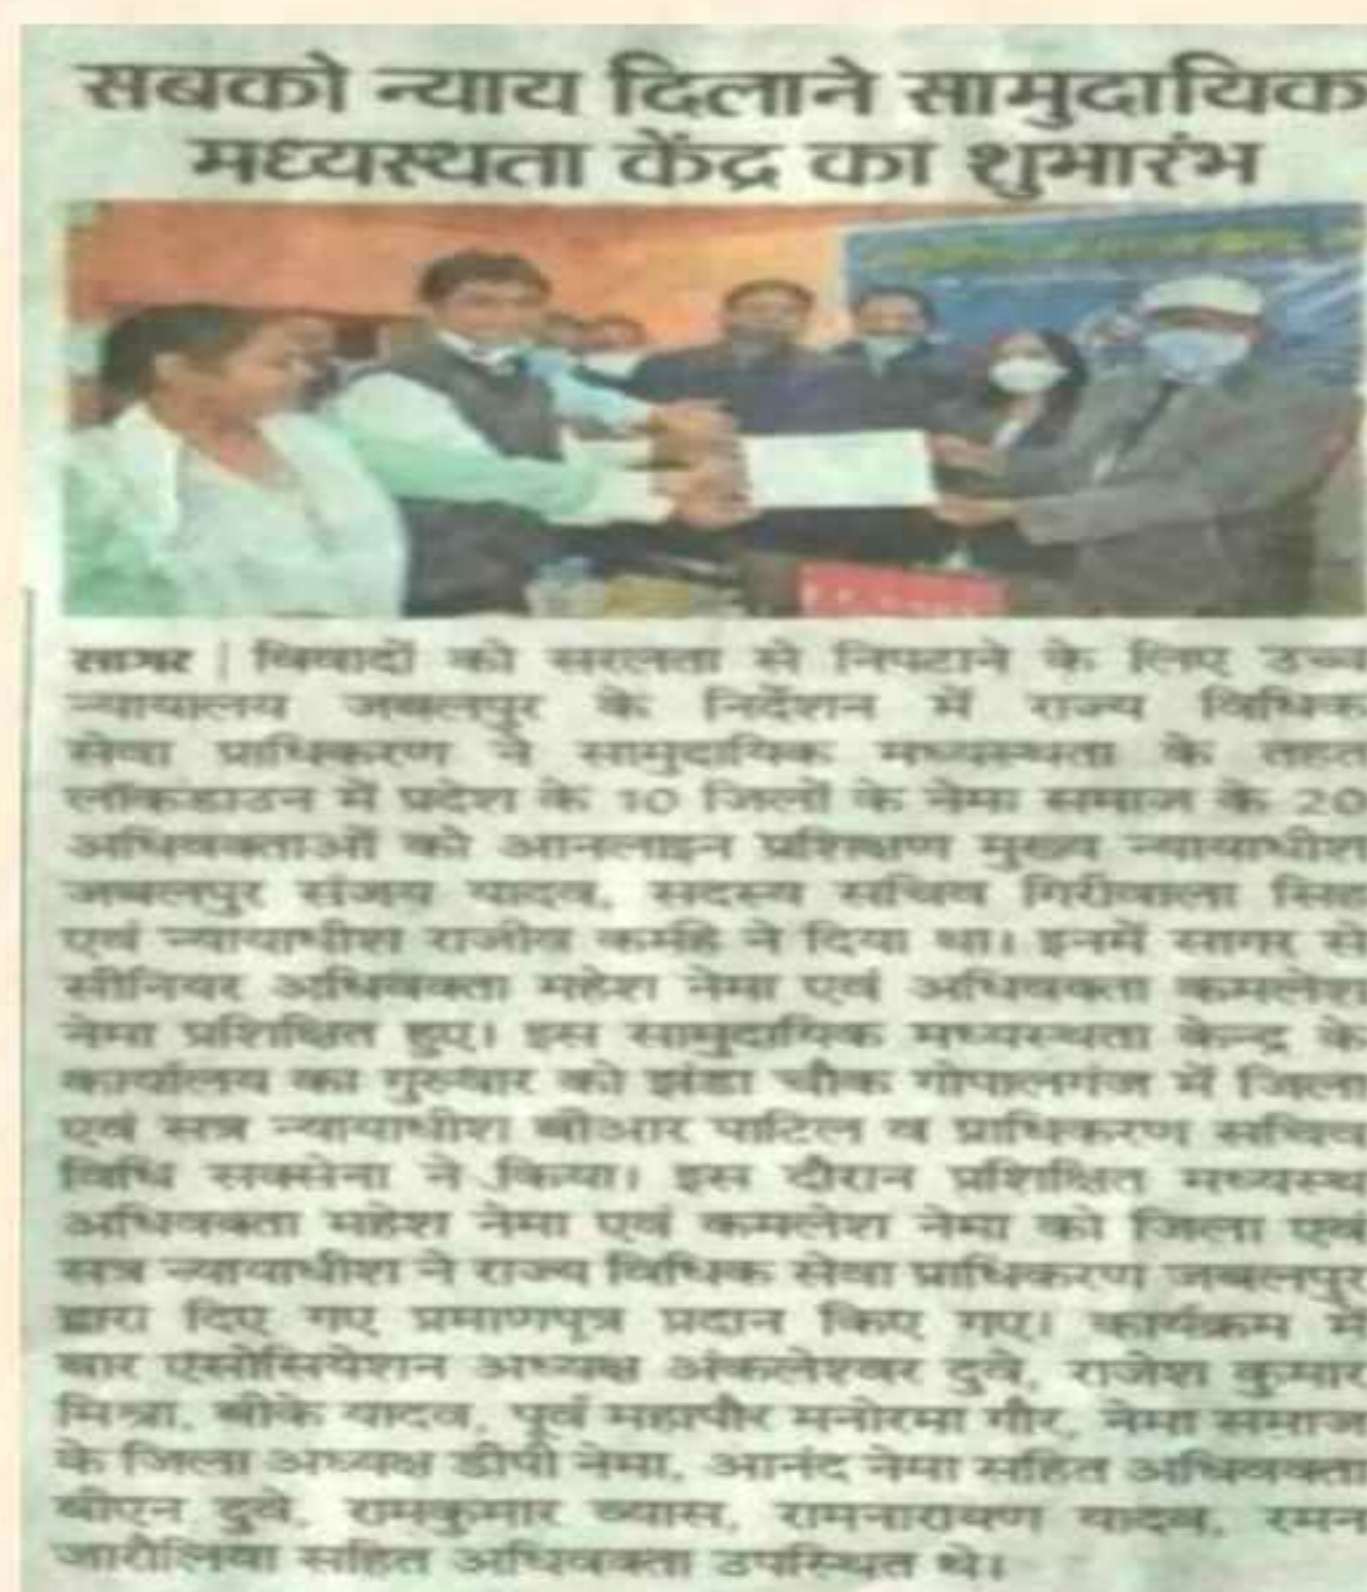 सबको न्याय दिलाने सामुदायिक
मध्यस्थता केंद्र का शुभारंभ
सागर | विवादों को सरलता से निपटाने के लिए उच्च
न्यायालय जबलपुर के निर्देशन में राज्य विधिक
सेवा प्राधिकरण ने सामुदायिक मध्यस्थता के तहत
लॉकडाउन में प्रदेश के 10 जिलों के नेमा समाज के 20
अधिवक्ताओं को आनलाइन प्रशिक्षण मुख्य न्यायाधीश
जबलपुर संजय यादव, सदस्य सचिव गिरीवाला सिंह
एवं न्यायाधीश राजीव कर्महे ने दिया था। इनमें सागर से
सीनियर अधिवक्ता महेश नेमा एवं अधिवक्ता कमलेश
नेमा प्रशिक्षित हुए। इस सामुदायिक मध्यस्थता केन्द्र के
कार्यालय का गुरुवार को झंडा चौक गोपालगंज में जिला
एवं सत्र न्यायाधीश बीआर पाटिल व प्राधिकरण सचिव
विधि सक्सेना ने किया। इस दौरान प्रशिक्षित मध्यस्थ
अधिवक्ता महेश नेमा एवं कमलेश नेमा को जिला एवं
सत्र न्यायाधीश ने राज्य विधिक सेवा प्राधिकरण जबलपुर
द्वारा दिए गए प्रमाणपत्र प्रदान किए गए। कार्यक्रम में
बार एसोसियेशन अध्यक्ष अंकलेश्वर दुबे, राजेश कुमार
मिश्रा, बीके यादव, पूर्व महापौर मनोरमा गौर, नेमा समाज
के जिला अध्यक्ष डीपी नेमा, आनंद नेमा सहित अधिवक्ता
बीएन दुबे, रामकुमार व्यास, रामनारायण यादव, रमन
जारौलिया सहित अधिवक्ता उपस्थित थे।